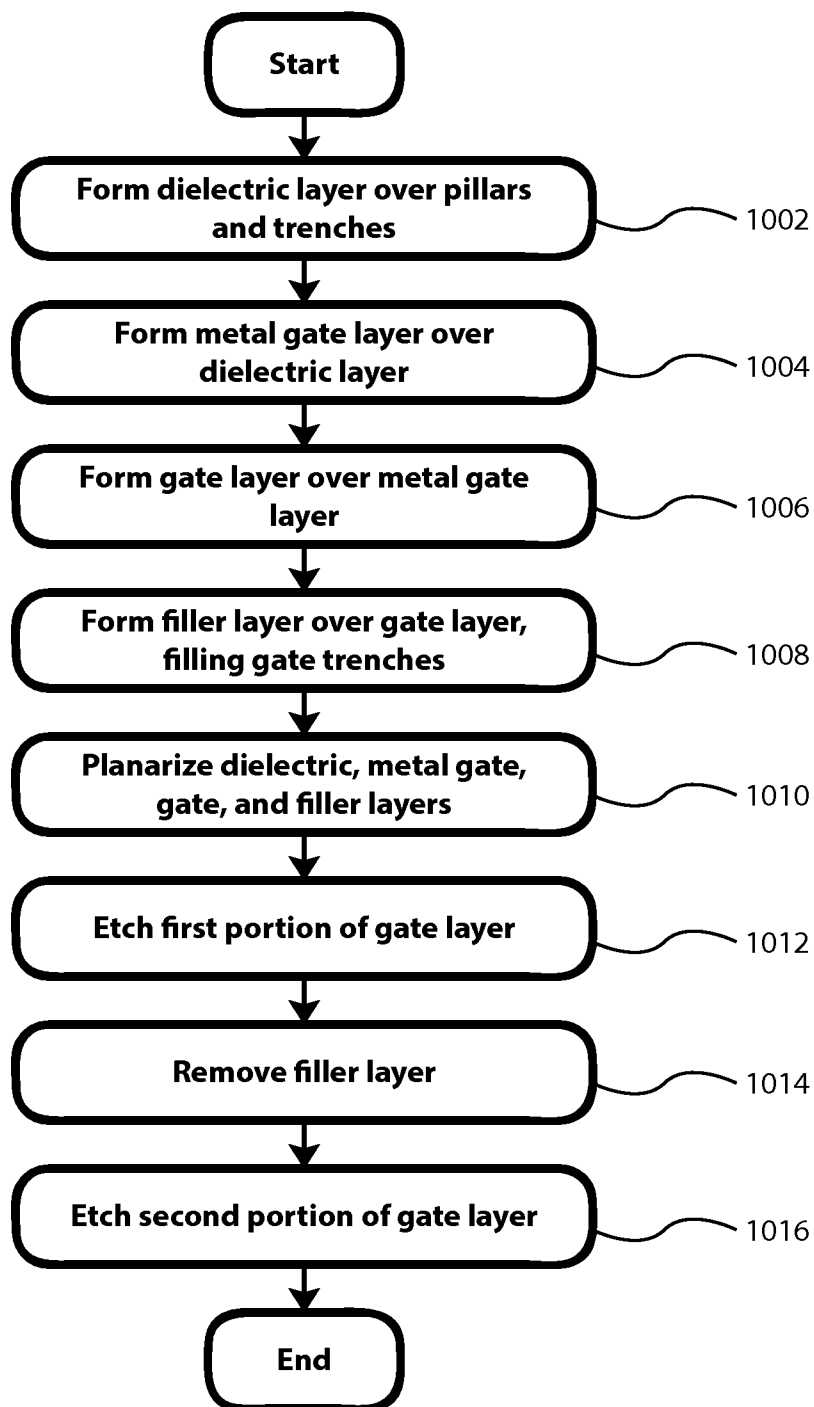 Start
Form dielectric layer over pillars
and trenches
1002
Form metal gate layer over
dielectric layer
1004
Form gate layer over metal gate
layer
1006
Form filler layer over gate layer,
filling gate trenches
1008
Planarize dielectric, metal gate,
gate, and filler layers
1010
Etch first portion of gate layer
1012
Remove filler layer
1014
Etch second portion of gate layer
1016
End